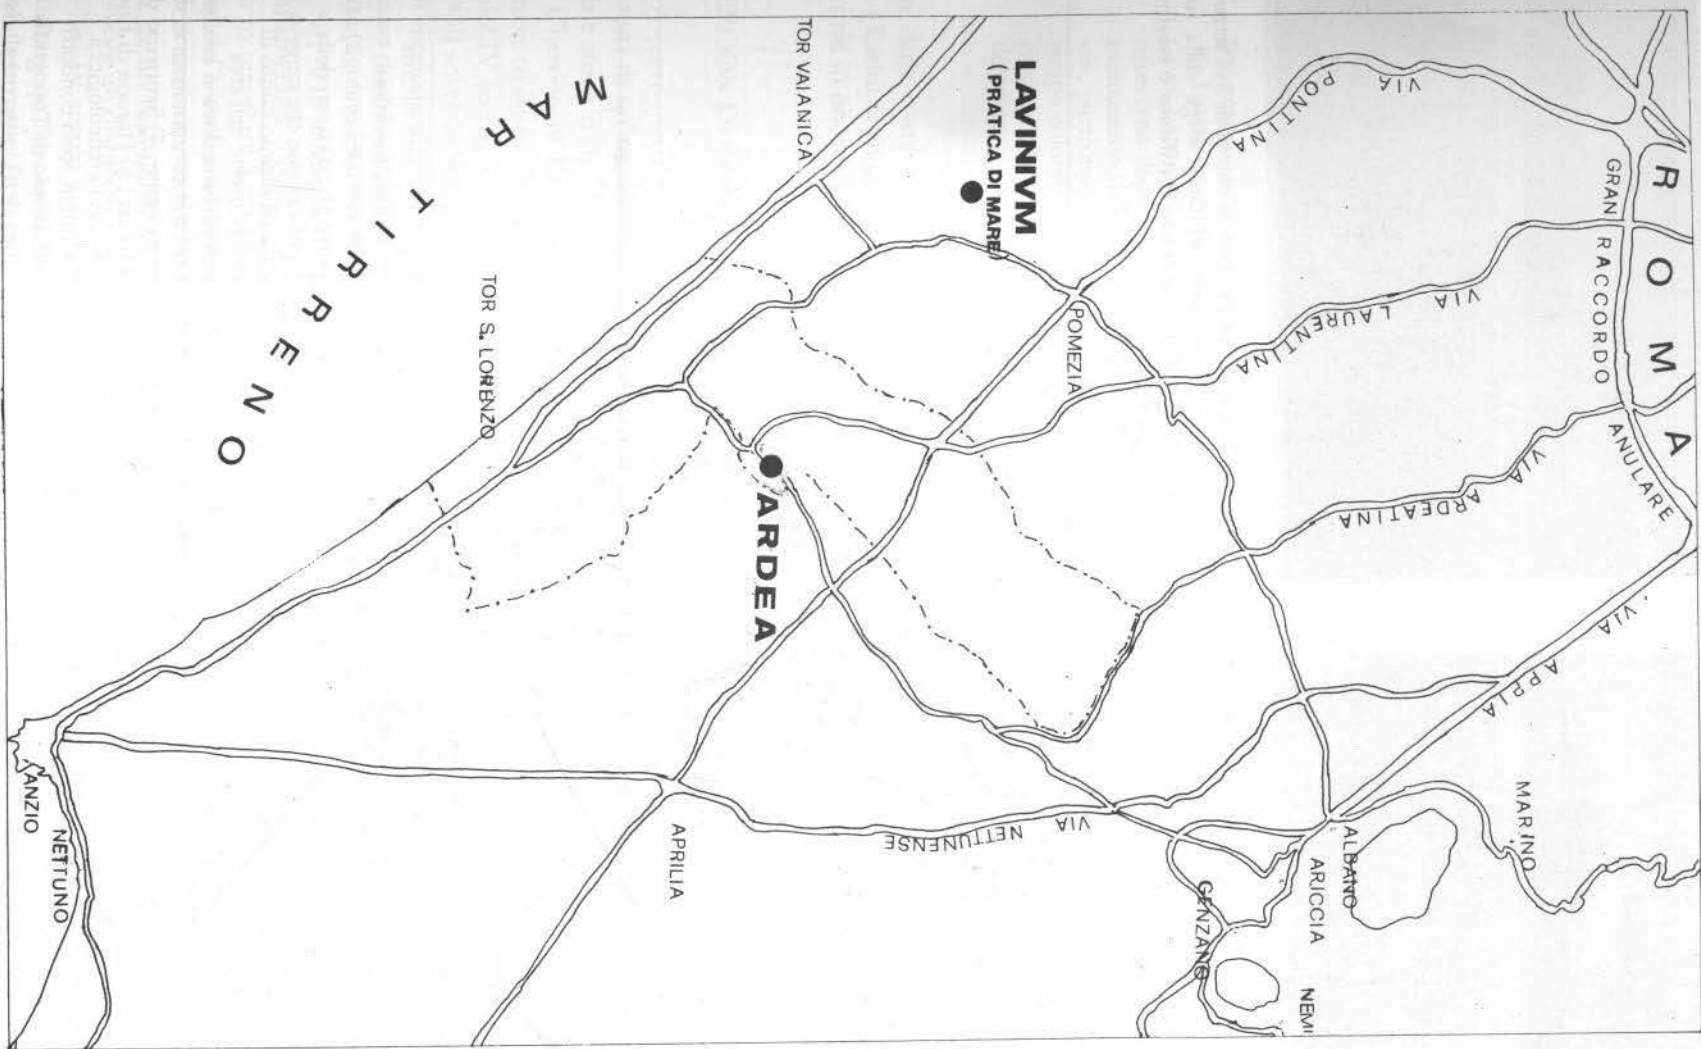 ROMA
GRAN RACCORDO ANULARE
VIA PONTINA
VIA LAURENTINA
VIA ARDEATINA
VIA APPIA
MARINO
LAVINIVM
(PRATICA DI MARE)
POMEZIA
ALBANO
ARICCIA
NEMI
GENZANO
TOR VAIANICA
VIA NETTUNENSE
ARDEA
MAR TIRRENO
TOR S. LORENZO
APRILIA
ANZIO
NETTUNO